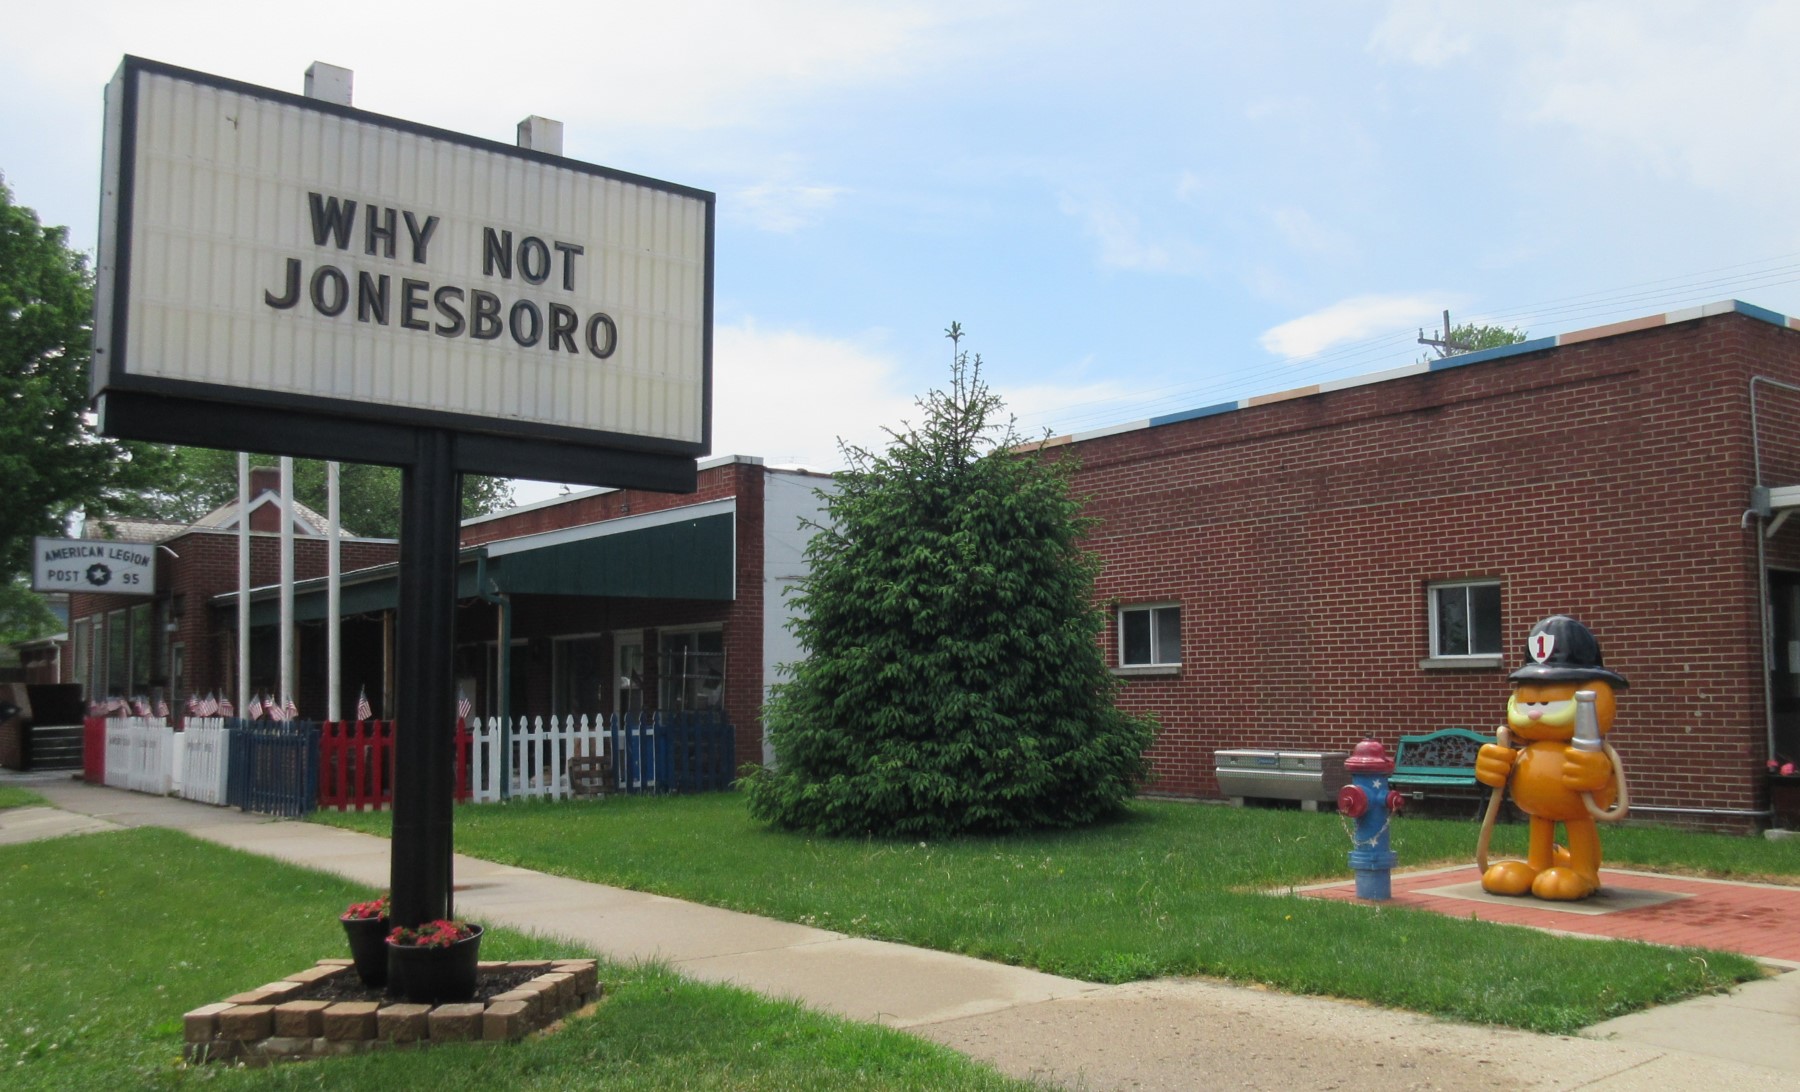 WHY NOT
JONESBORO
AMERICAN LEGION
POST 95
1